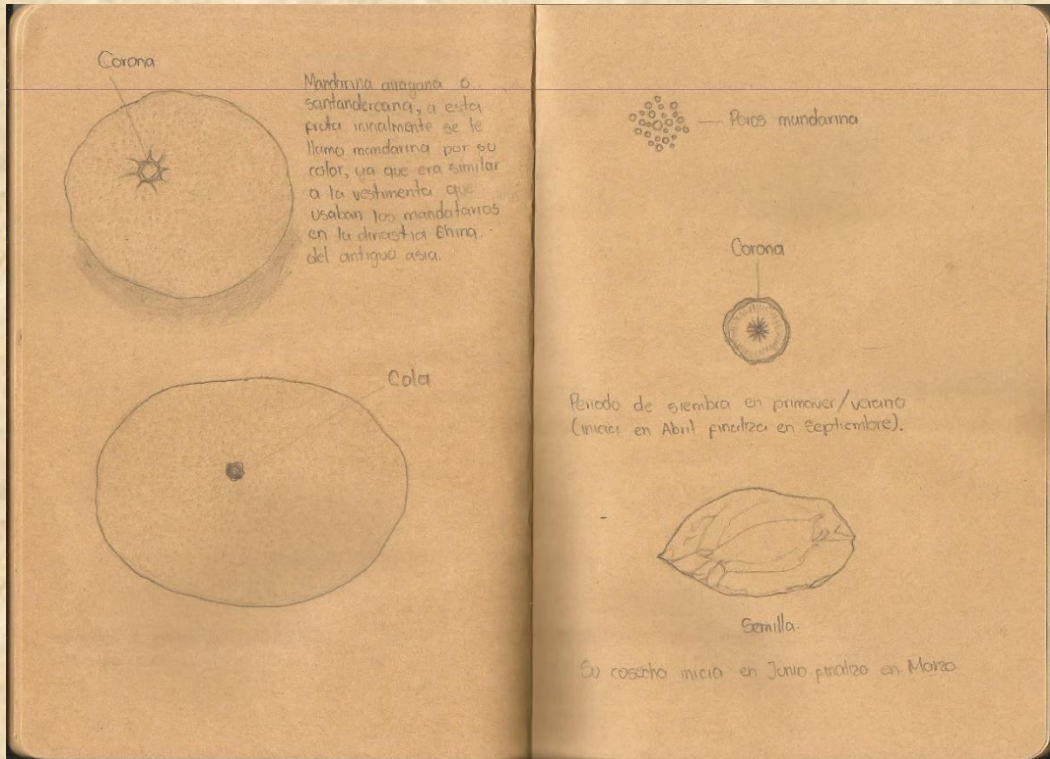 Corona
Mandarina arragana o
santandereana, a esta
fruta inicialmente se le
llamo mandarina por su
color, ya que era similar
a la vestimenta que
usaban los mandatarios
en la dinastia China
del antiguo asia.
Cola
Poros mandarina
Corona
Periodo de siembra en primaver/verano
(inicia en Abril finaliza en Septiembre).
Semilla.
Su cosecha inicia en Junio finaliza en Marzo